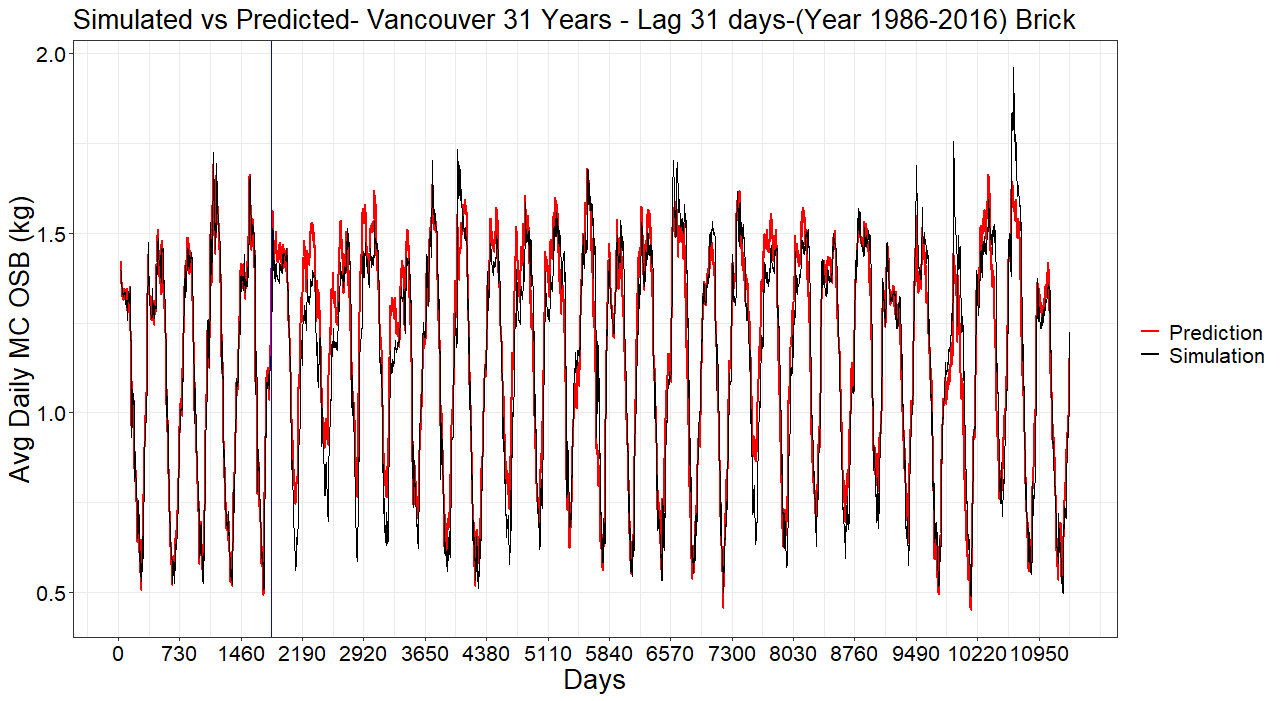 Simulated vs Predicted- Vancouver 31 Years - Lag 31 days-(Year 1986-2016) Brick
Avg Daily MC OSB (kg)
2.0
1.5
1.0
0.5
0 730 1460 2190 2920 3650 4380 5110 5840 6570 7300 8030 8760 9490 10220 10950
Days
Prediction
Simulation